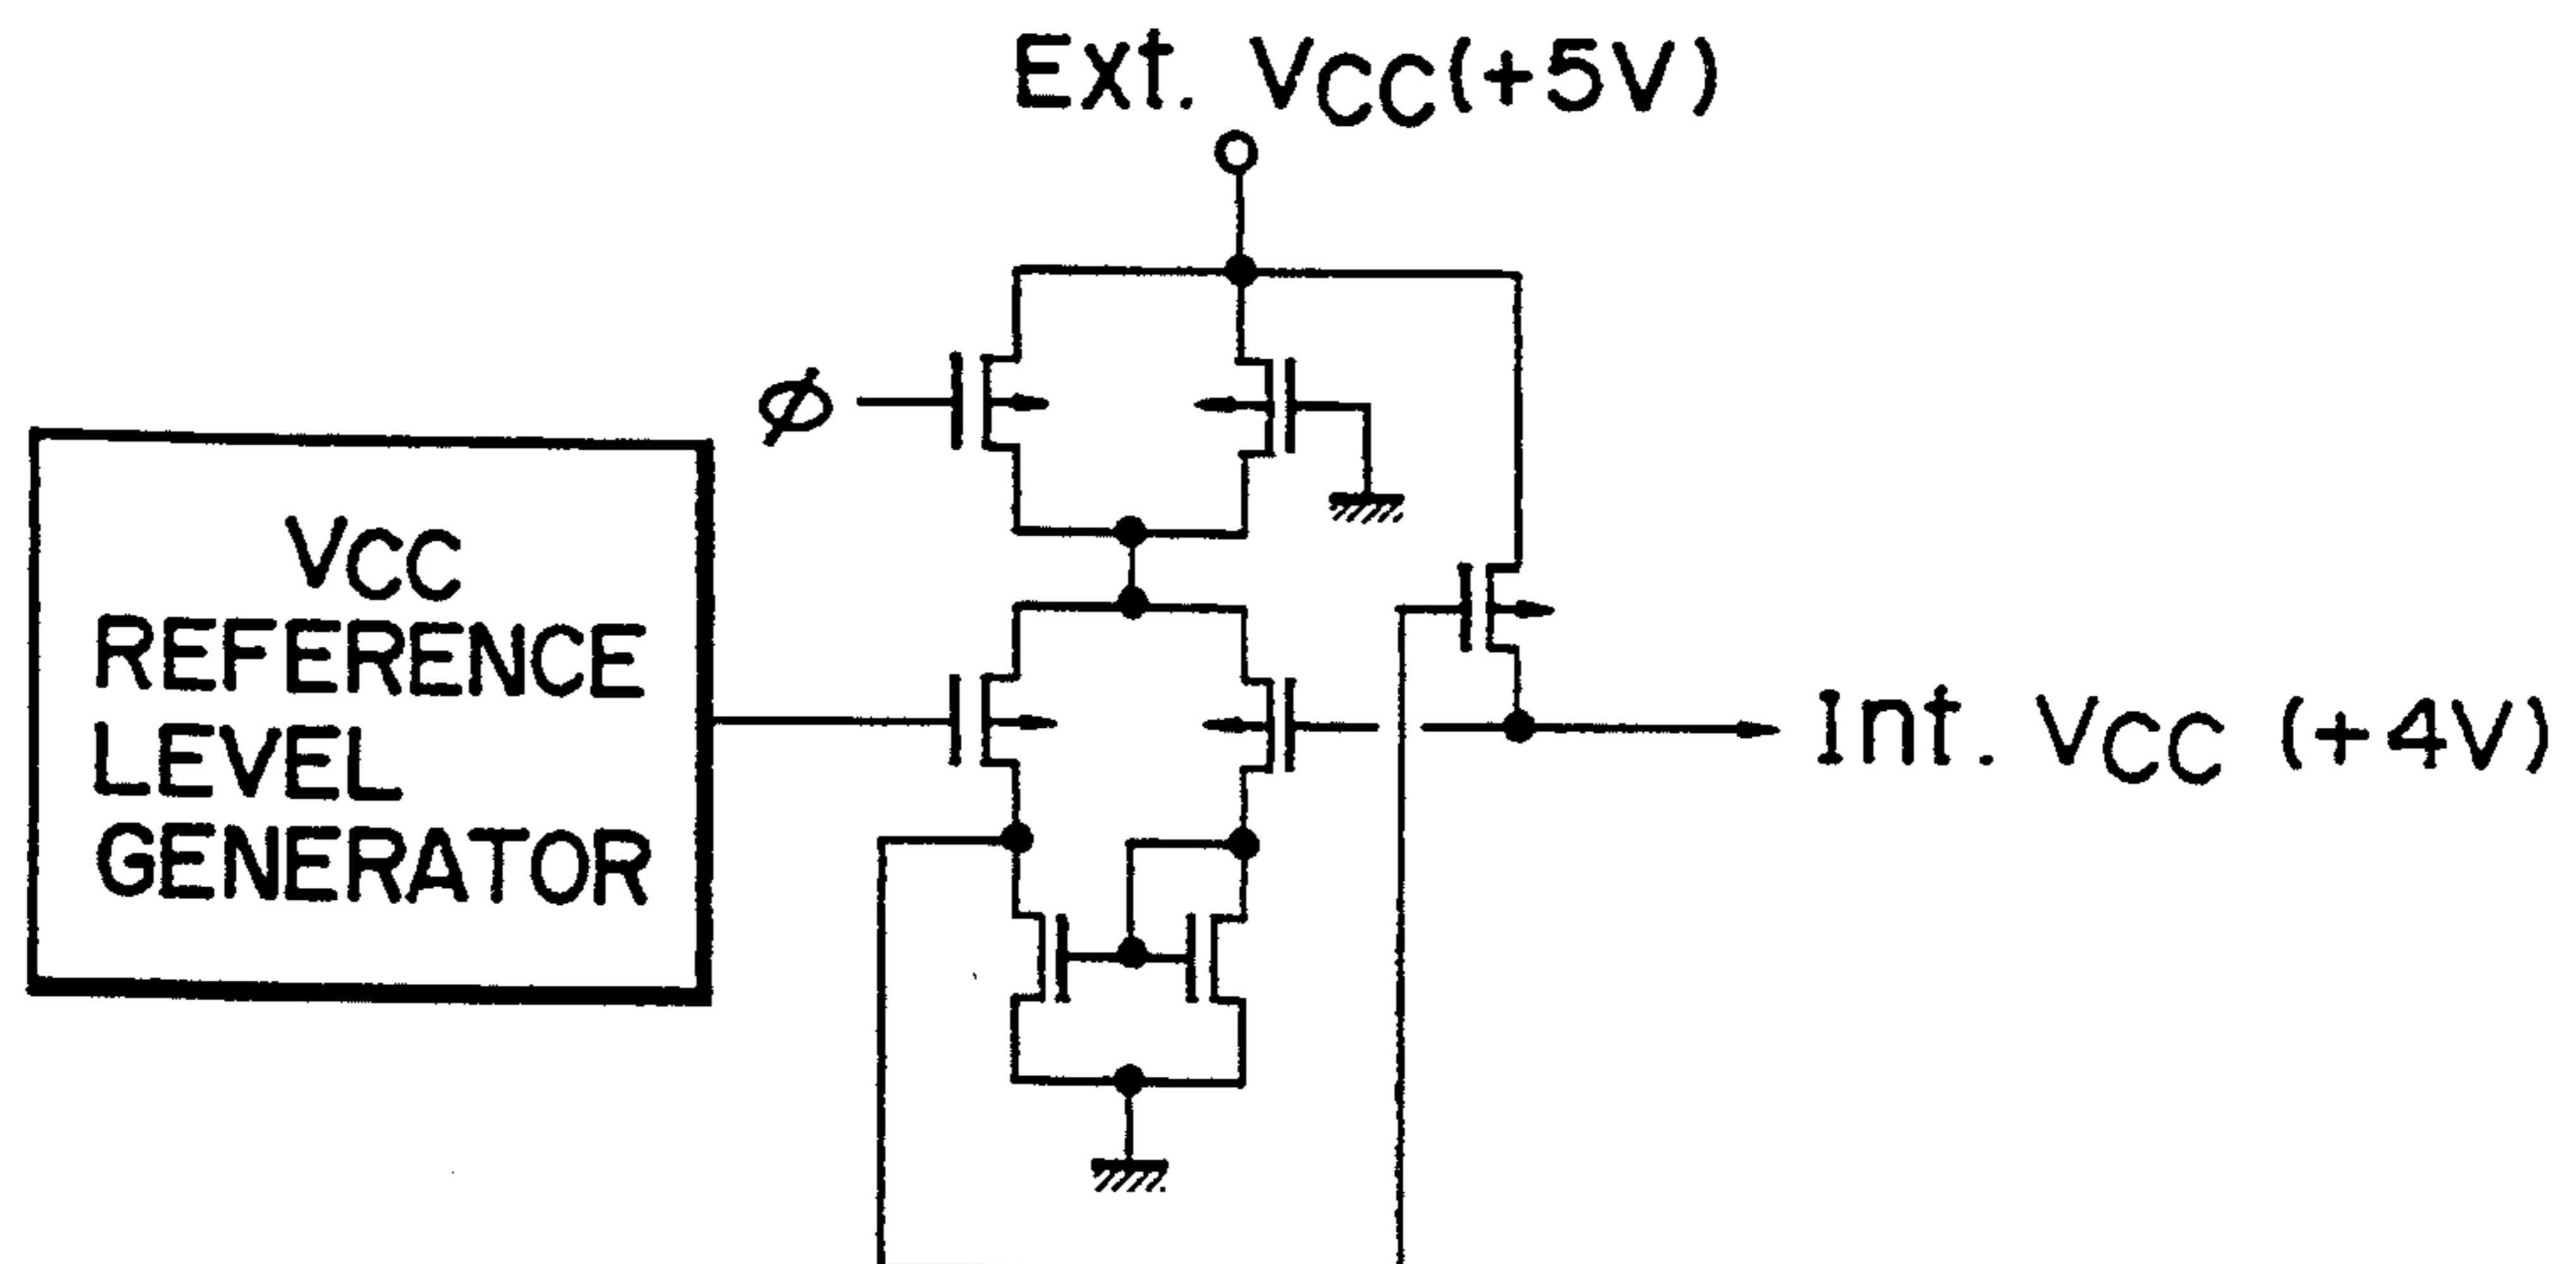 Ext. VCC(+5V)
ϕ
VCC
REFERENCE
LEVEL
GENERATOR
Int. VCC (+4V)